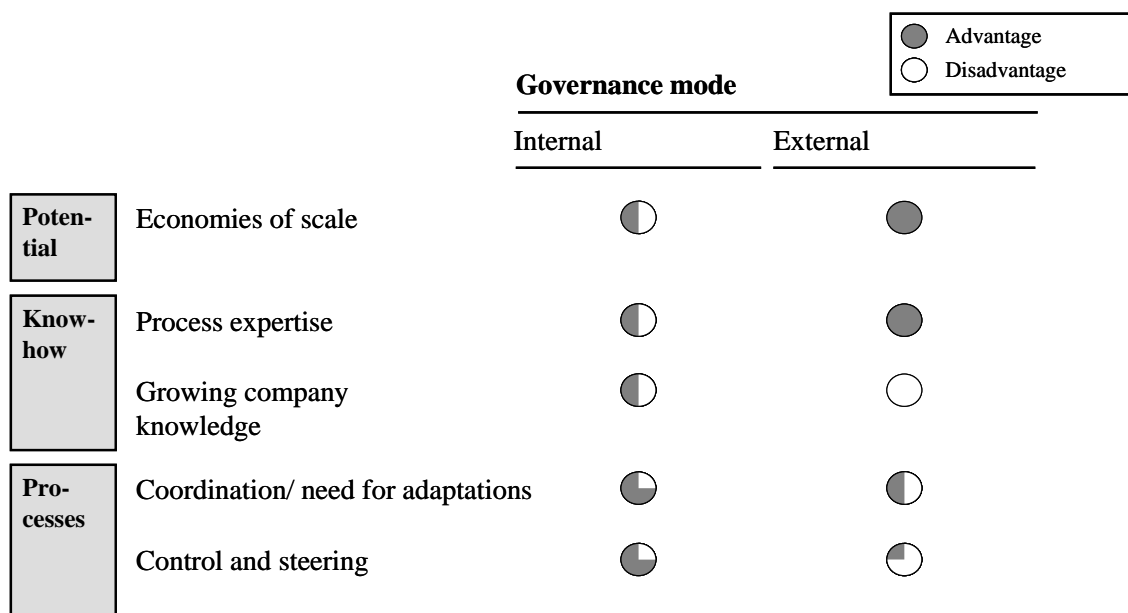 Advantage
Disadvantage
Governance mode
Internal
External
Poten-
tial
Economies of scale
Know-
how
Process expertise
Growing company
knowledge
Pro-
cesses
Coordination/ need for adaptations
Control and steering